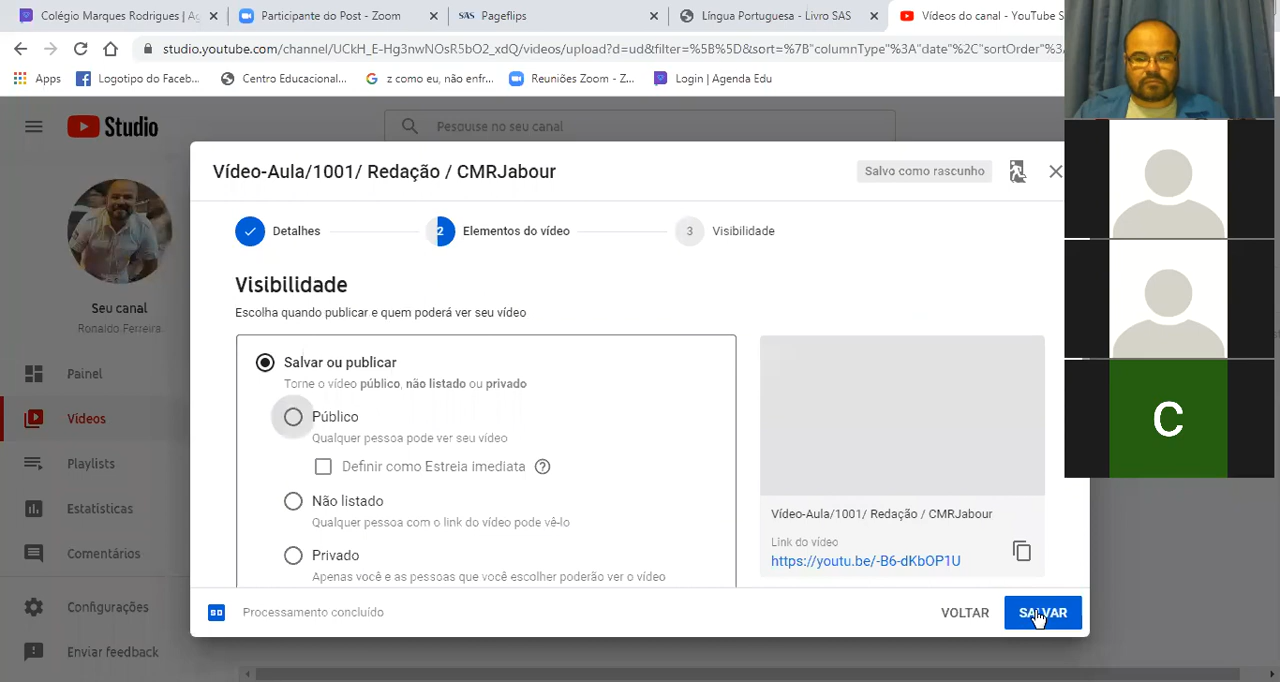 Colégio Marques Rodrigues | Ag
Participante do Post - Zoom
SAS Pageflips
Língua Portuguesa - Livro SAS
Vídeos do canal - YouTube S
studio.youtube.com/channel/UCkH_E-Hg3nwNOsR5bO2_xdQ/videos/upload?d=ud&filter=%5B%5D&sort=%7B"columnType"%3A"date"%2C"sortOrder"%3
Apps
Logotipo do Faceb...
Centro Educacional...
z como e, não enfr...
Reuniões Zoom - Z...
Login | Agenda Edu
Studio
Pesquise no seu canal
Vídeo-Aula/1001/ Redação / CMRJabour
Salvo como rascunho
Detalhes
2 Elementos do vídeo
3 Visibilidade
Visibilidade
Escolha quando publicar e quem poderá ver seu vídeo
Seu canal
Ronaldo Ferreira
Salvar ou publicar
Torne o vídeo público, não listado ou privado
Público
Qualquer pessoa pode ver seu vídeo
Definir como Estreia imediata
Não listado
Qualquer pessoa com o link do vídeo pode vê-lo
Privado
Apenas você e as pessoas que você escolher poderão ver o vídeo
Painel
Vídeos
Playlists
Estatísticas
Comentários
Configurações
Enviar feedback
Vídeo-Aula/1001/ Redação / CMRJabour
Link do vídeo
https://youtu.be/-B6-dKbOP1U
Processamento concluído
VOLTAR
SALVAR
C